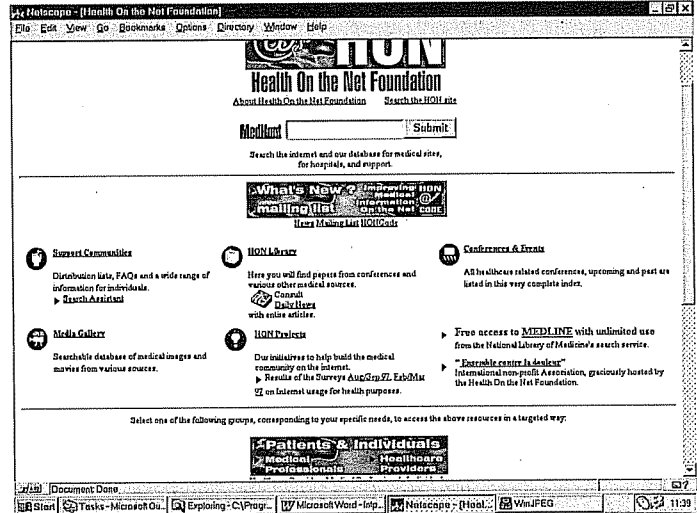 Netscape - [Health On the Net Foundation]
File Edit View Go Bookmarks Options Directory Window Help
HON
Health On the Net Foundation
About Health On the Net Foundation Search the HON site
MedHunt Submit
Search the internet and our database for medical sites,
for hospitals, and support.
What's New? Improving Medical Information On the Net HON CODE
mailing list
News Mailing List HONCode
Support Communities
Distribution lists, FAQs and a wide range of
information for individuals.
Search Assistant
HON Library
Here you will find papers from conferences and
various other medical sources.
Consult
Daily News
with entire articles.
Conferences & Events
All healthcare related conferences, upcoming and past are
listed in this very complete index.
Media Gallery
Searchable database of medical images and
movies from various sources.
HON Projects
Our initiatives to help build the medical
community on the internet.
Results of the Surveys Aug/Sep 97, Feb/Mar
97 on Internet usage for health purposes.
Free access to MEDLINE with unlimited use
from the National Library of Medicine's search service.
"Ensemble contre la douleur"
International non-profit Association, graciously hosted by
the Health On the Net Foundation.
Select one of the following groups, corresponding to your specific needs, to access the above resources in a targeted way:
Patients & Individuals
Medical Professionals Healthcare Providers
Document Done
Start Tasks - Microsoft Ou... Exploring - C:\Progr... Microsoft Word - Inip... Netscape - [Heal... WinJPEG 11:39